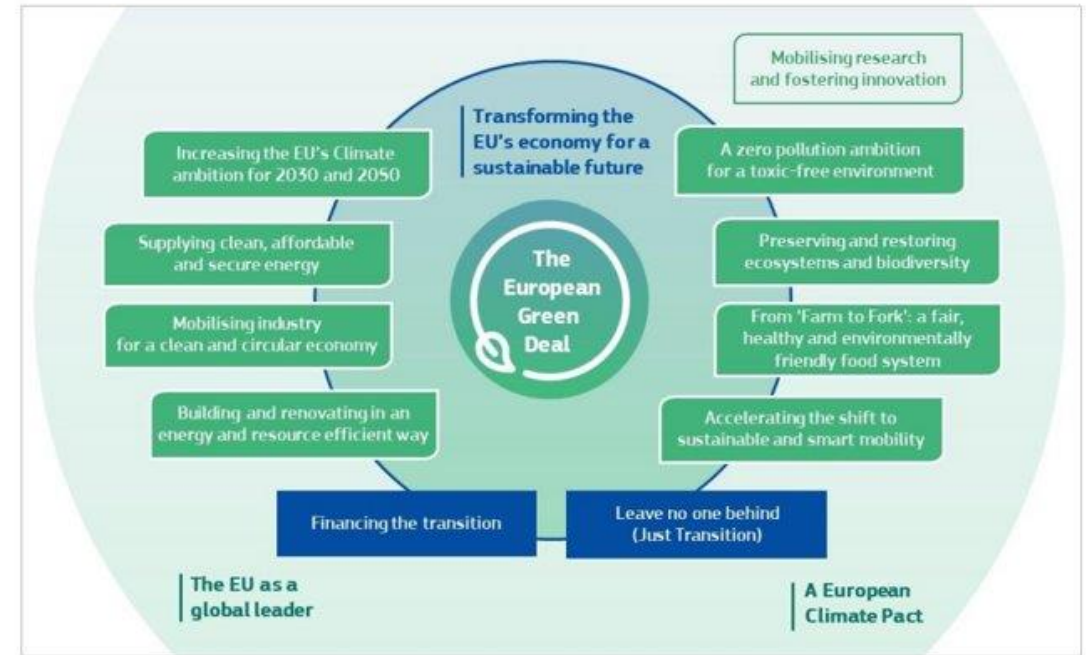 Mobilising research
and fostering innovation
Transforming the
EU's economy for a
sustainable future
Increasing the EU's Climate
ambition for 2030 and 2050
A zero pollution ambition
for a toxic-free environment
Supplying clean, affordable
and secure energy
Preserving and restoring
ecosystems and biodiversity
The
European
Green
Deal
Mobilising industry
for a clean and circular economy
From 'Farm to Fork': a fair,
healthy and environmentally
friendly food system
Building and renovating in an
energy and resource efficient way
Accelerating the shift to
sustainable and smart mobility
Financing the transition
Leave no one behind
(Just Transition)
The EU as a
global leader
A European
Climate Pact